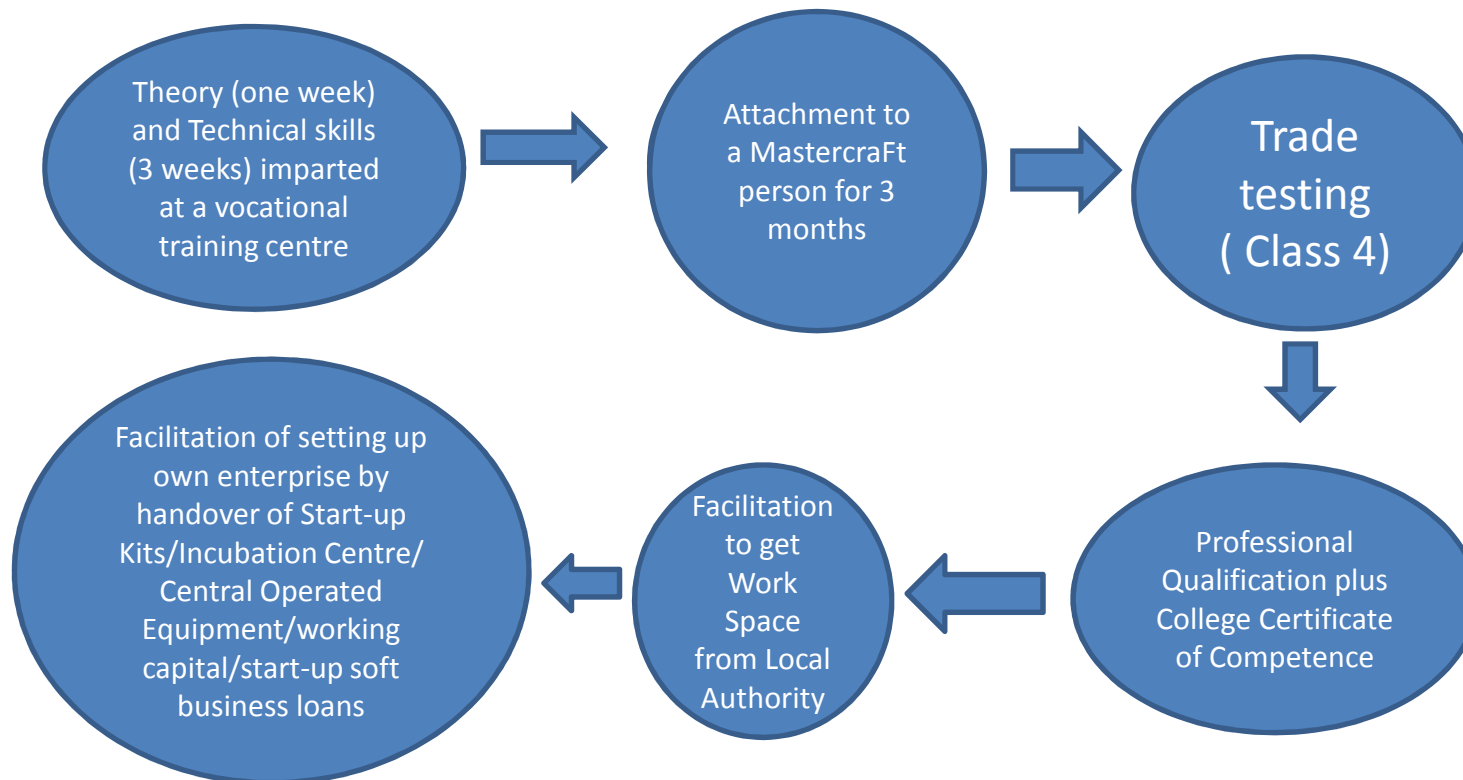 Theory (one week)
and Technical skills
(3 weeks) imparted
at a vocational
training centre
Attachment to
a MastercraFt
person for 3
months
Trade
testing
( Class 4)
Professional
Qualification plus
College Certificate
of Competence
Facilitation
to get
Work
Space
from Local
Authority
Facilitation of setting up
own enterprise by
handover of Start-up
Kits/Incubation Centre/
Central Operated
Equipment/working
capital/start-up soft
business loans